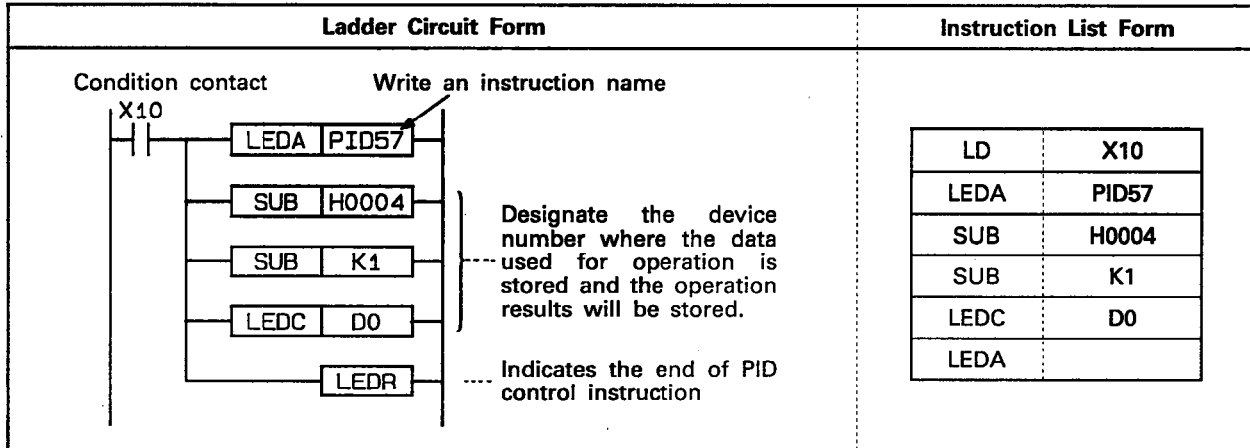 Ladder Circuit Form
Instruction List Form
Condition contact
Write an instruction name
X10
LEDA PID57
SUB H0004
SUB K1
LEDC D0
LEDR
Designate the device
number where the data
used for operation is
stored and the operation
results will be stored.
Indicates the end of PID
control instruction
LD X10
LEDA PID57
SUB H0004
SUB K1
LEDC D0
LEDA